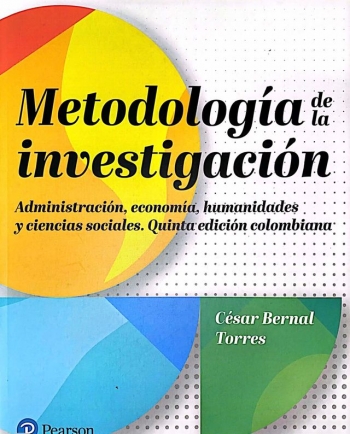 Metodología de la
investigación
Administración, economía, humanidades
y ciencias sociales. Quinta edición colombiana
César Bernal
Torres
Pearson